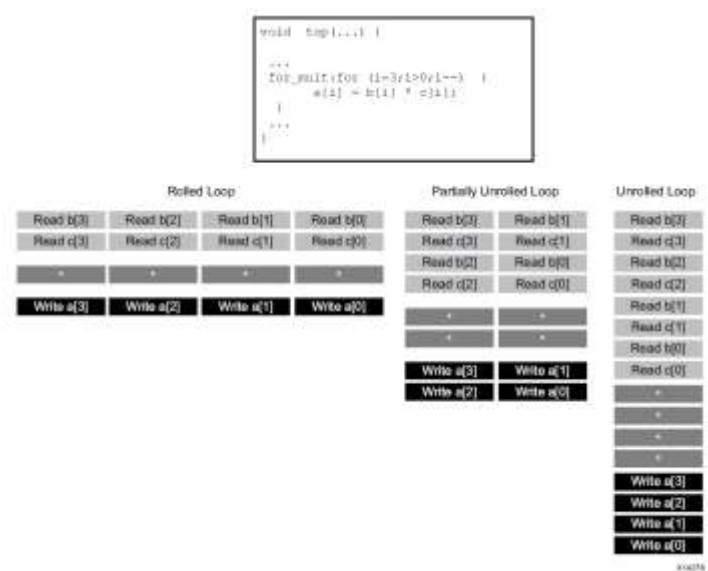 void top(...) {
...
for_mult:for (i=3;i>0;i--) {
a[i] = b[i] * c[i];
}
...
}
Rolled Loop
Partially Unrolled Loop
Unrolled Loop
Read b[3] Read b[2] Read b[1] Read b[0]
Read c[3] Read c[2] Read c[1] Read c[0]
* * * *
Write a[3] Write a[2] Write a[1] Write a[0]
Read b[3] Read b[1]
Read c[3] Read c[1]
Read b[2] Read b[0]
Read c[2] Read c[0]
* *
* *
Write a[3] Write a[1]
Write a[2] Write a[0]
Read b[3]
Read c[3]
Read b[2]
Read c[2]
Read b[1]
Read c[1]
Read b[0]
Read c[0]
*
*
*
*
Write a[3]
Write a[2]
Write a[1]
Write a[0]